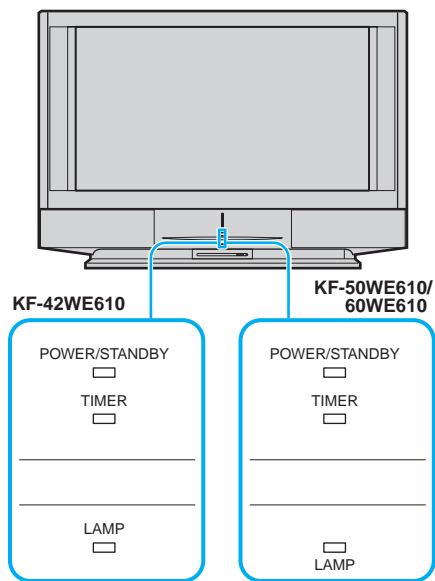 KF-42WE610
POWER/STANDBY
TIMER
LAMP
KF-50WE610/
60WE610
POWER/STANDBY
TIMER
LAMP